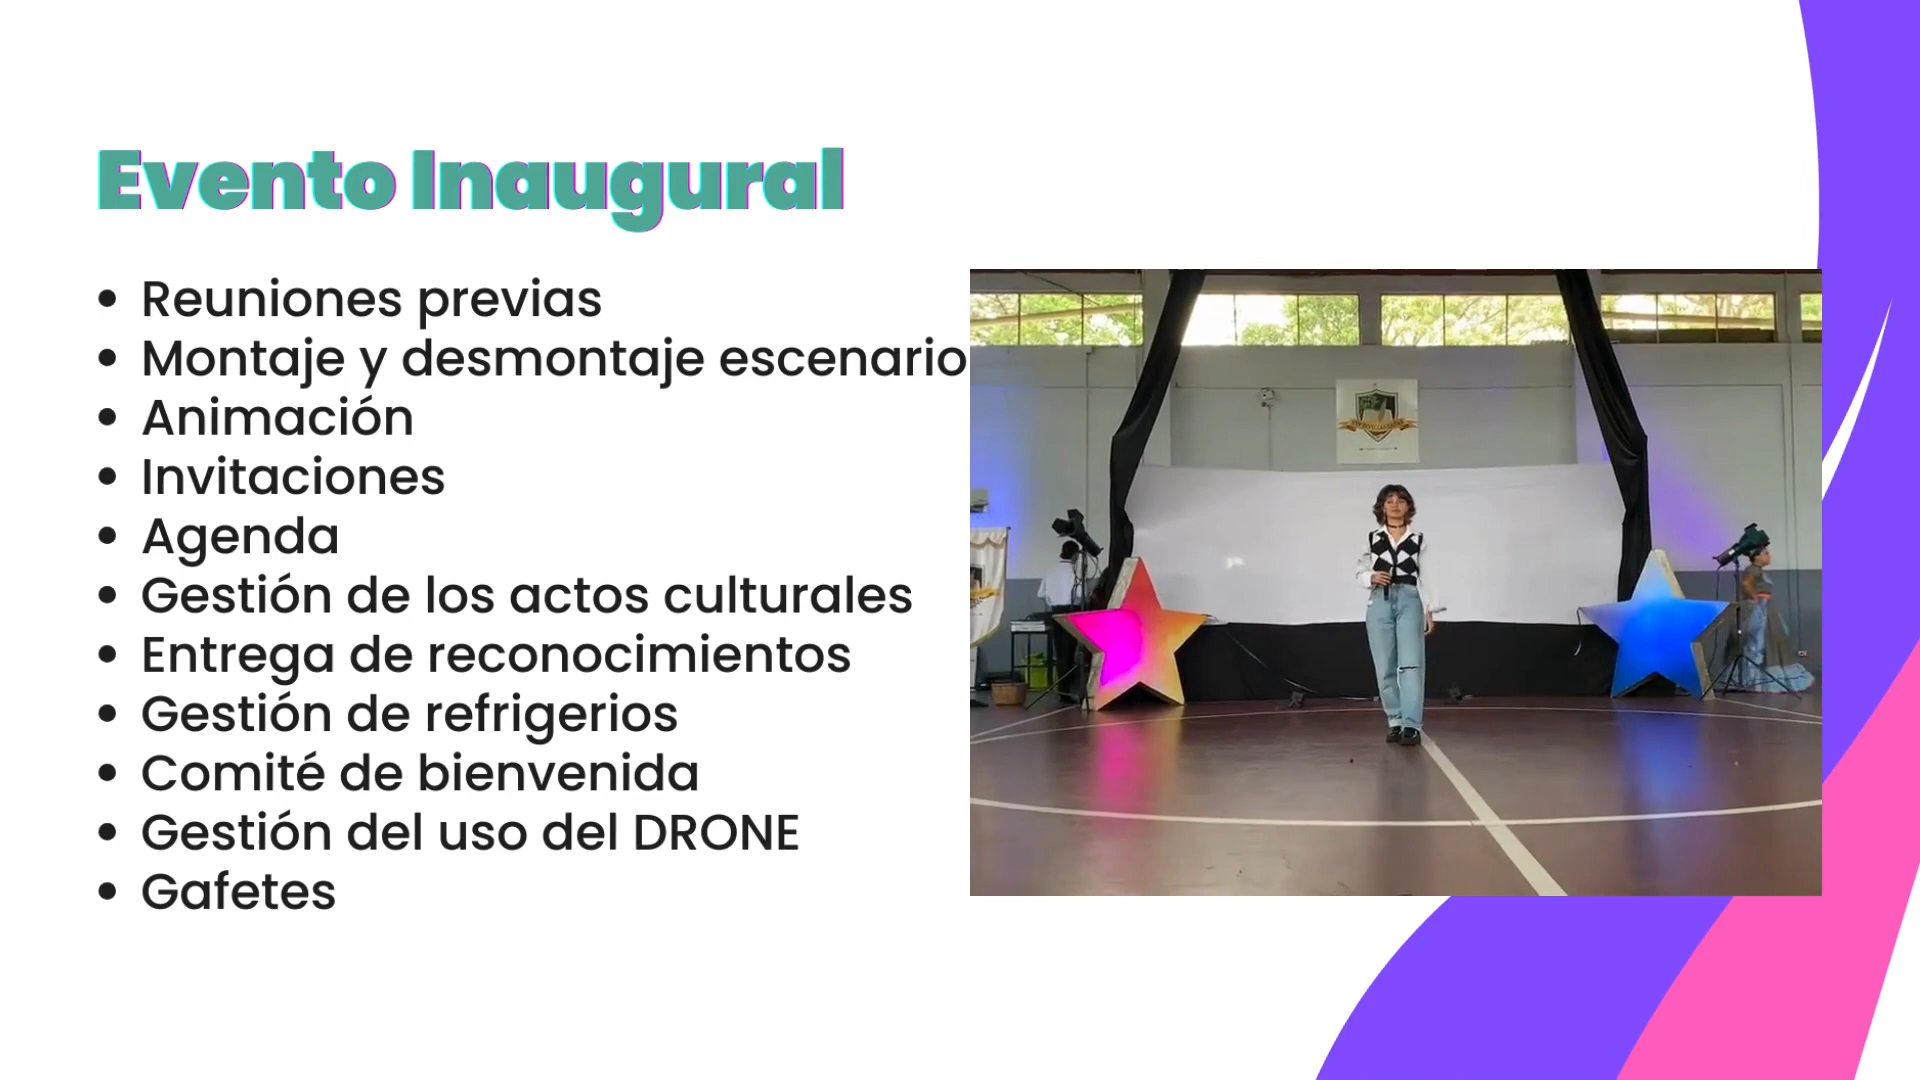 Evento Inaugural
Reuniones previas
Montaje y desmontaje escenario
Animación
Invitaciones
Agenda
Gestión de los actos culturales
Entrega de reconocimientos
Gestión de refrigerios
Comité de bienvenida
Gestión del uso del DRONE
Gafetes